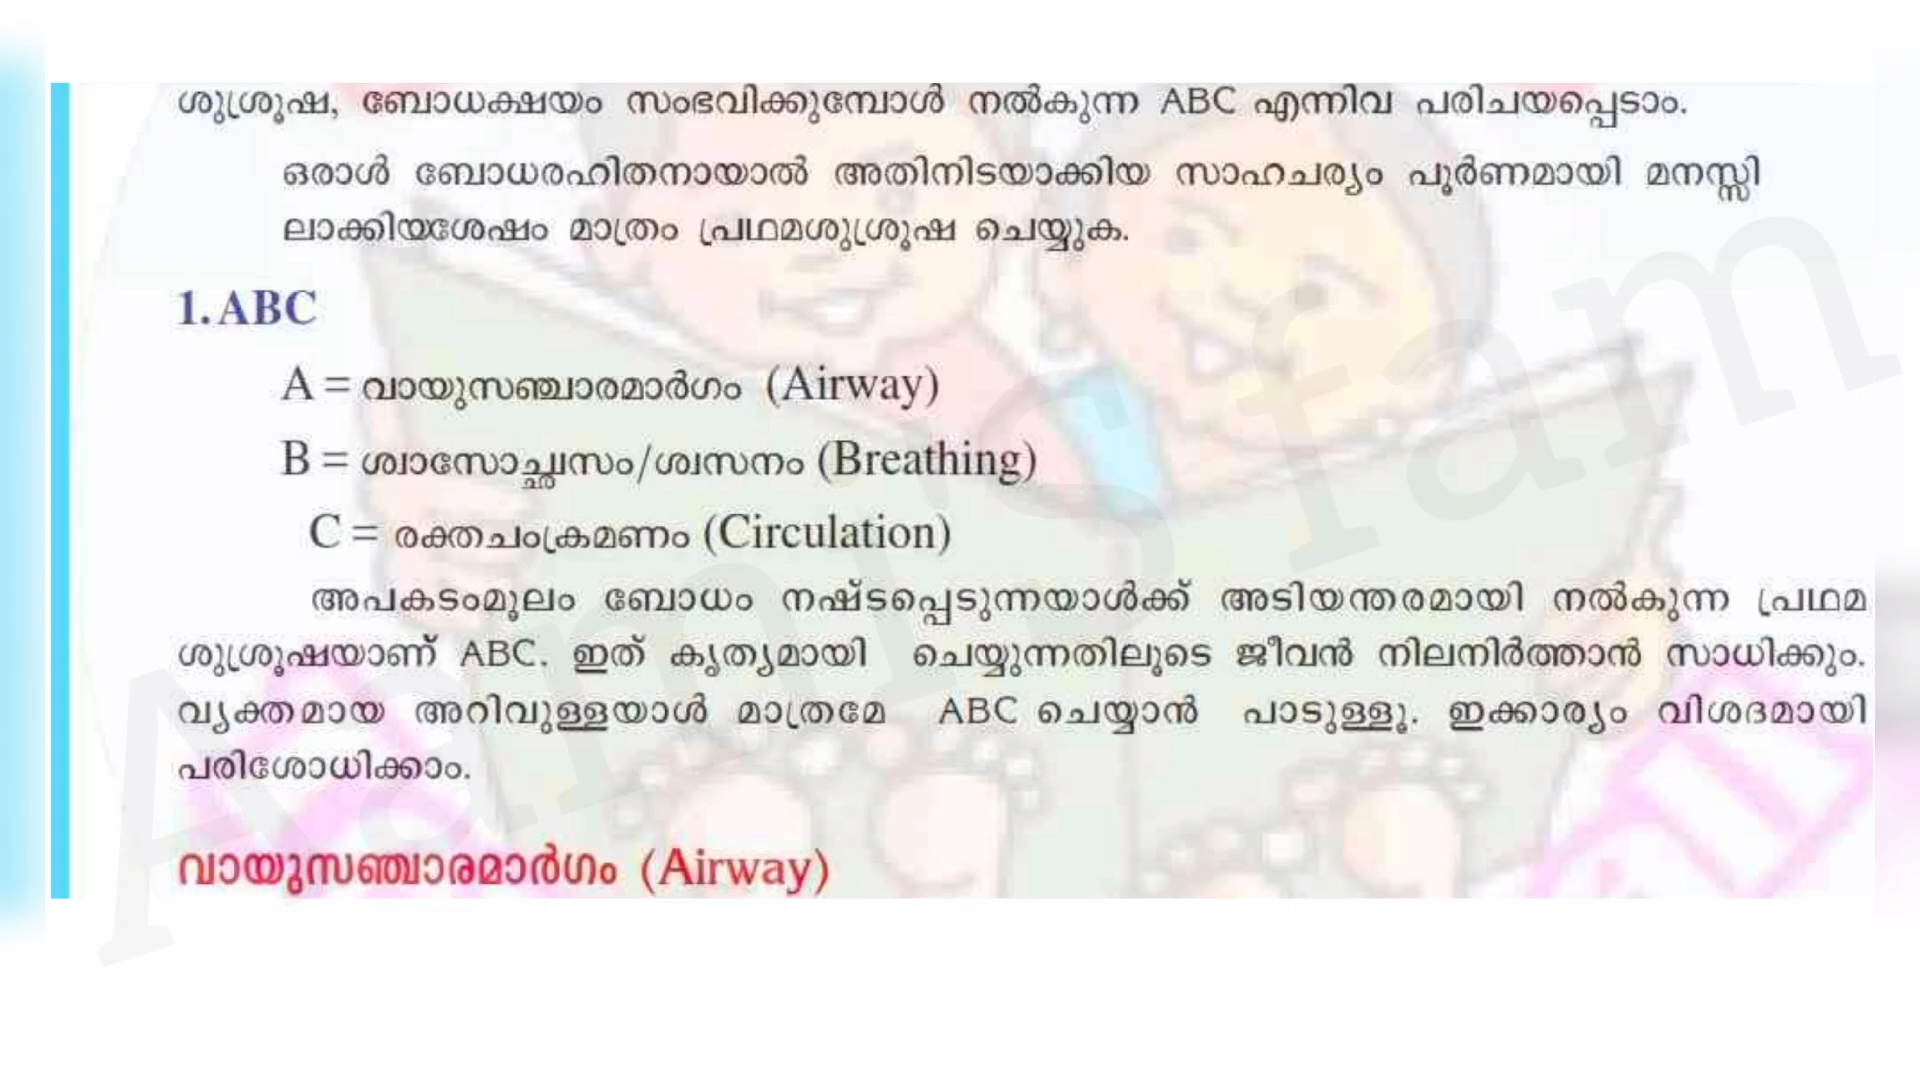 ശുശ്രൂഷ, ബോധക്ഷയം സംഭവിക്കുമ്പോൾ നൽകുന്ന ABC എന്നിവ പരിചയപ്പെടാം.
ഒരാൾ ബോധരഹിതനായാൽ അതിനിടയാക്കിയ സാഹചര്യം പൂർണമായി മനസ്സി
ലാക്കിയശേഷം മാത്രം പ്രഥമശുശ്രൂഷ ചെയ്യുക.
1. ABC
A = വായുസഞ്ചാരമാർഗം (Airway)
B = ശ്വാസോച്ഛ്വസം/ശ്വസനം (Breathing)
C = രക്തചംക്രമണം (Circulation)
അപകടംമൂലം ബോധം നഷ്ടപ്പെടുന്നയാൾക്ക് അടിയന്തരമായി നൽകുന്ന പ്രഥമ
ശുശ്രൂഷയാണ് ABC. ഇത് കൃത്യമായി ചെയ്യുന്നതിലൂടെ ജീവൻ നിലനിർത്താൻ സാധിക്കും.
വ്യക്തമായ അറിവുള്ളയാൾ മാത്രമേ ABC ചെയ്യാൻ പാടുള്ളൂ. ഇക്കാര്യം വിശദമായി
പരിശോധിക്കാം.
വായുസഞ്ചാരമാർഗം (Airway)
Aami'S fam